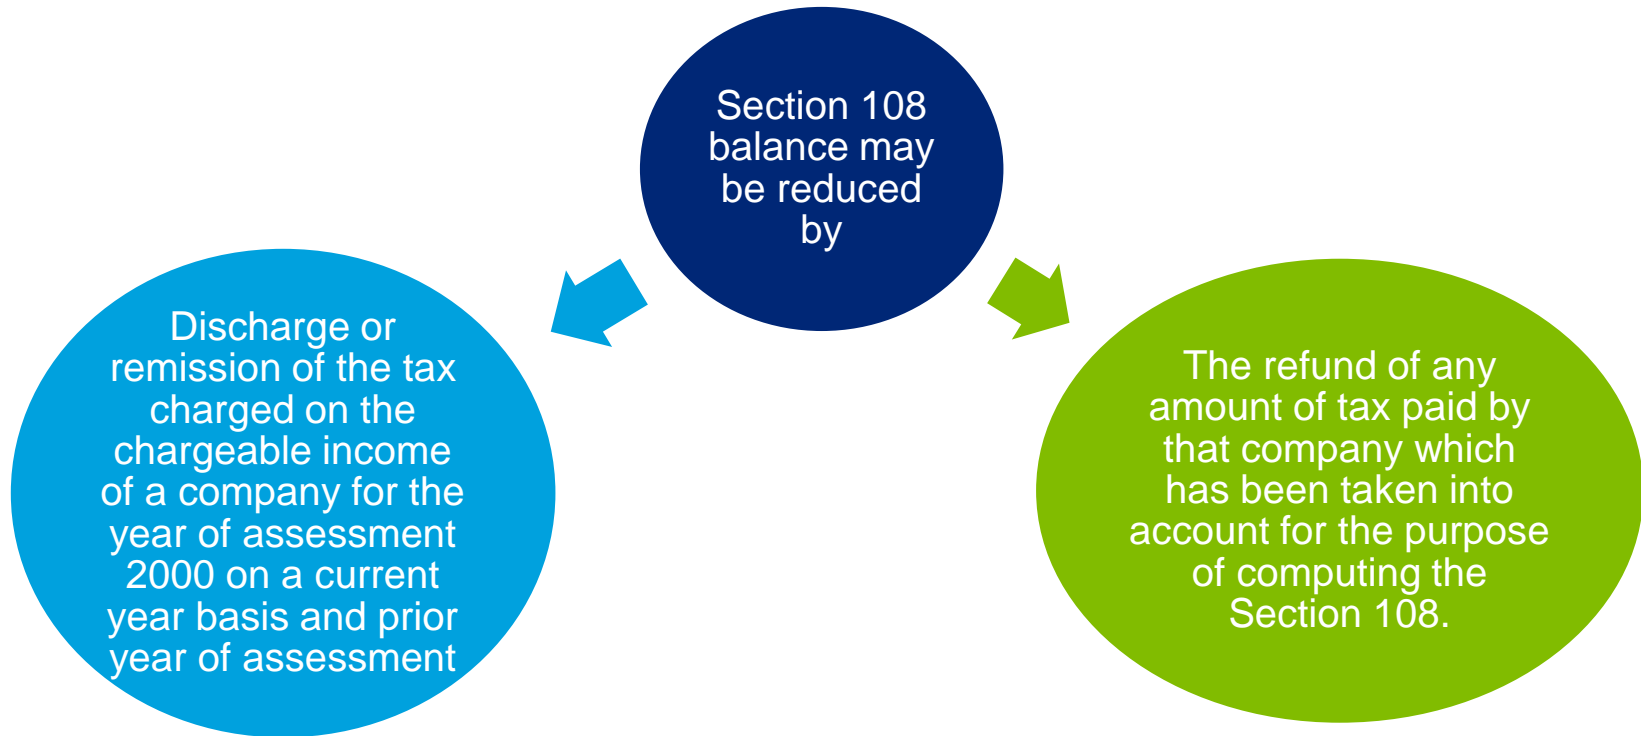 Section 108
balance may
be reduced
by
Discharge or
remission of the tax
charged on the
chargeable income
of a company for the
year of assessment
2000 on a current
year basis and prior
year of assessment
The refund of any
amount of tax paid by
that company which
has been taken into
account for the purpose
of computing the
Section 108.